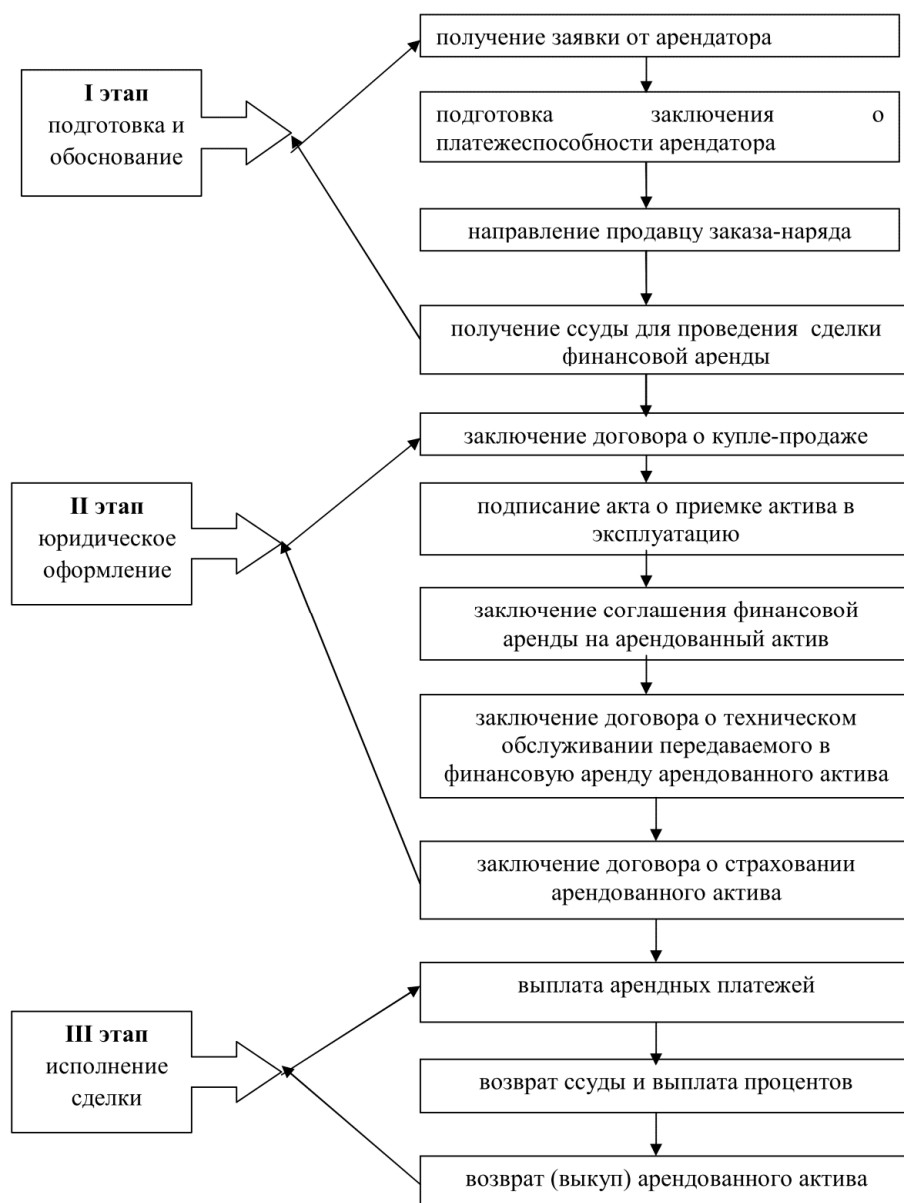 получение заявки от арендатора
I этап
подготовка и
обоснование
подготовка заключения о
платежеспособности арендатора
направление продавцу заказа-наряда
получение ссуды для проведения сделки
финансовой аренды
заключение договора о купле-продаже
II этап
юридическое
оформление
подписание акта о приемке актива в
эксплуатацию
заключение соглашения финансовой
аренды на арендованный актив
заключение договора о техническом
обслуживании передаваемого в
финансовую аренду арендованного актива
заключение договора о страховании
арендованного актива
выплата арендных платежей
III этап
исполнение
сделки
возврат ссуды и выплата процентов
возврат (выкуп) арендованного актива